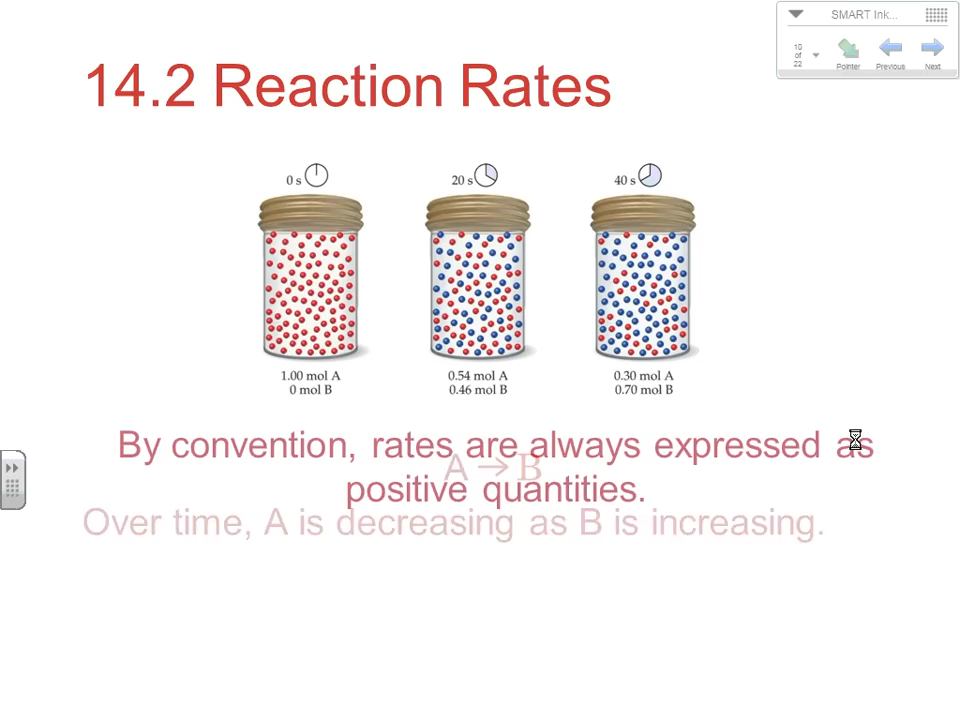 SMART Ink...
10
of
22
Pointer
Previous
Next
14.2 Reaction Rates
0 s
20 s
40 s
1.00 mol A
0 mol B
0.54 mol A
0.46 mol B
0.30 mol A
0.70 mol B
By convention, rates are always expressed as
A → B
positive quantities.
Over time, A is decreasing as B is increasing.